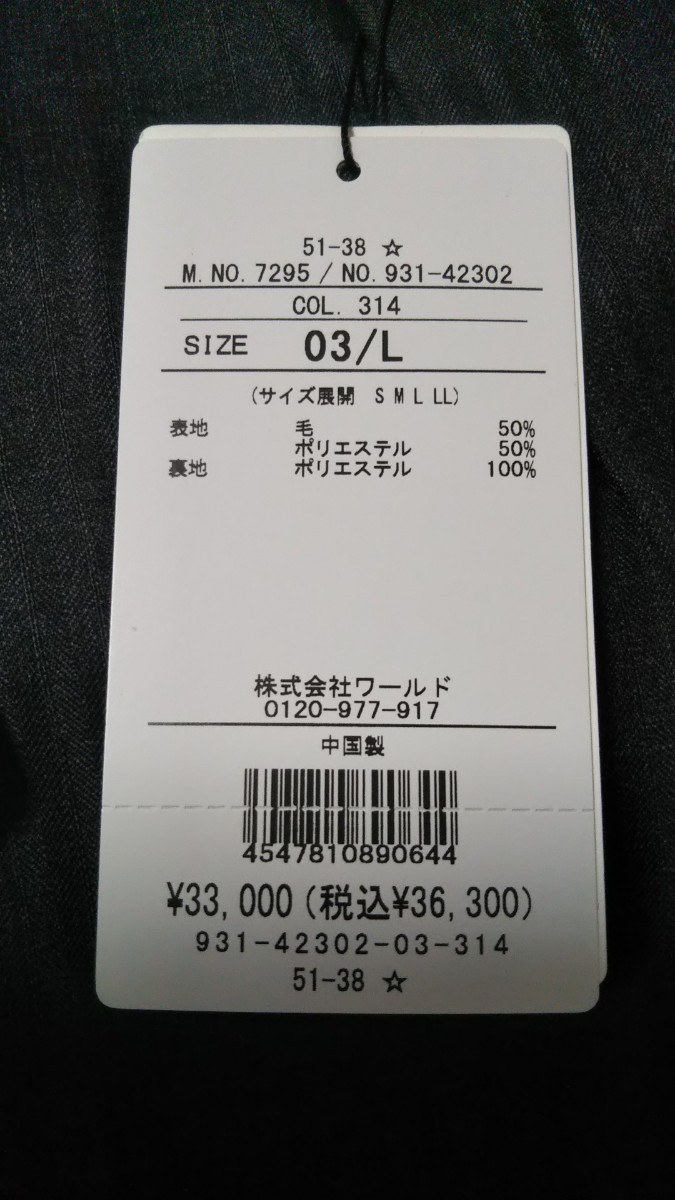 51-38 ☆
M. NO. 7295 / NO. 931-42302
COL. 314
SIZE 03/L
(サイズ展開 S M L LL)
表地 毛 50%
ポリエステル 50%
裏地 ポリエステル 100%
株式会社ワールド
0120-977-917
中国製
4547810890644
¥33,000(税込¥36,300)
931-42302-03-314
51-38 ☆